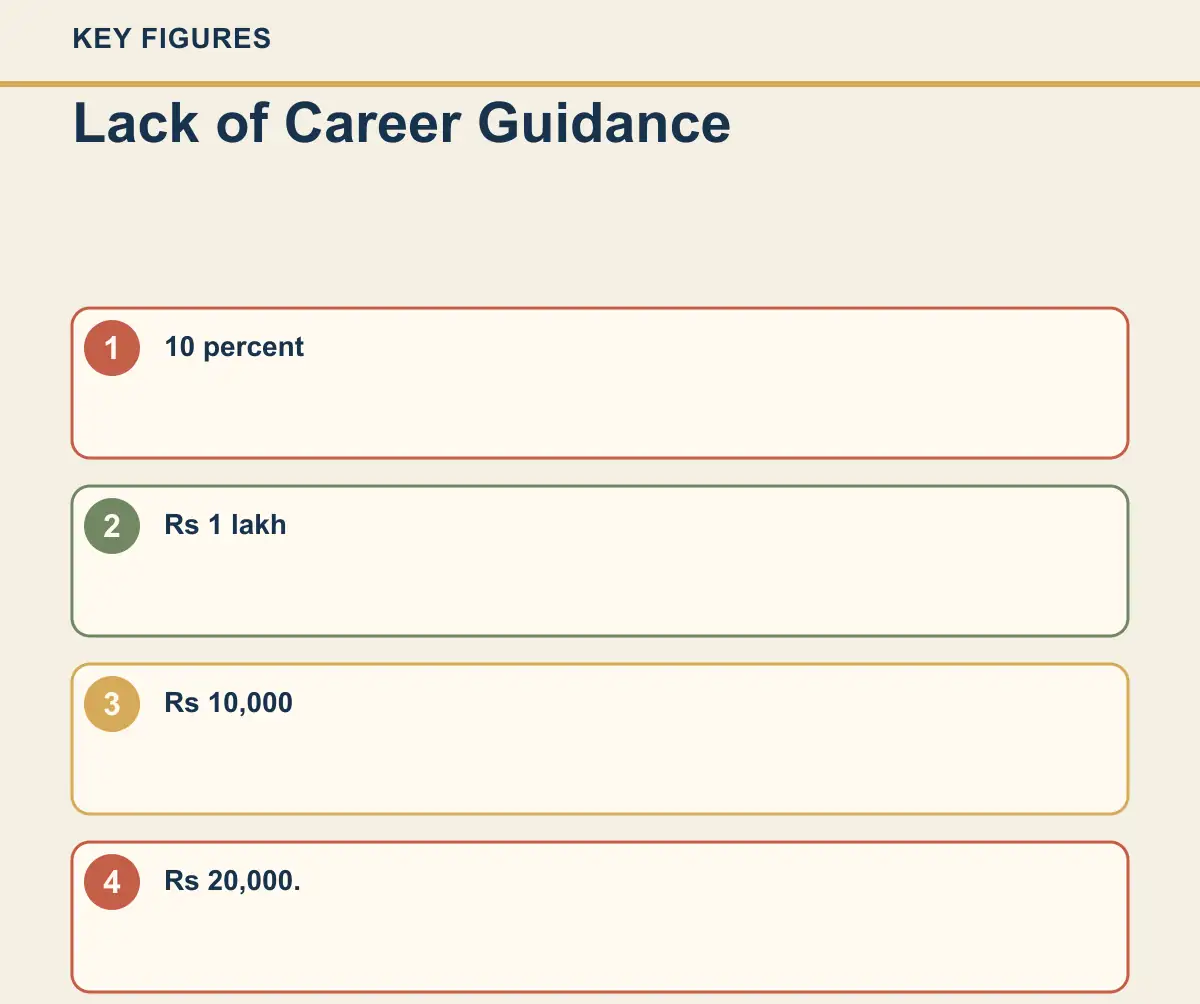 KEY FIGURES
Lack of Career Guidance
1
10 percent
2
Rs 1 lakh
3
Rs 10,000
4
Rs 20,000.